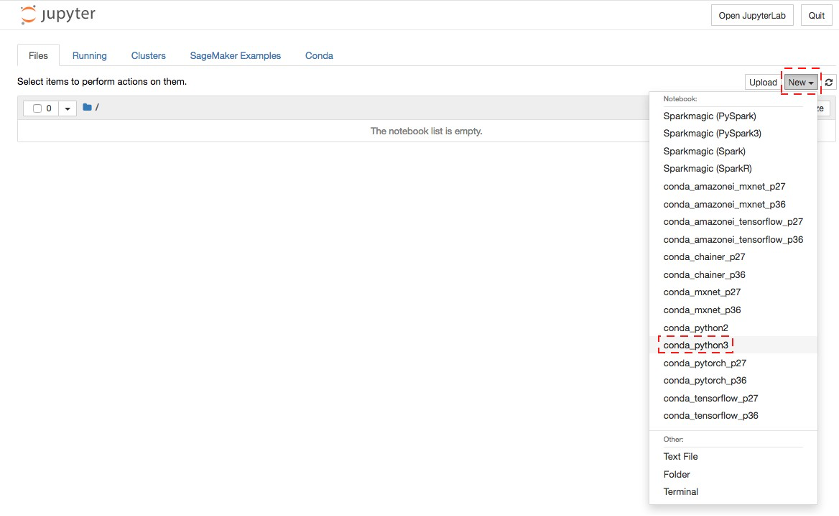 jupyter
Open JupyterLab Quit
Files Running Clusters SageMaker Examples Conda
Select items to perform actions on them.
Upload New
0 /
ze
The notebook list is empty.
Notebook:
Sparkmagic (PySpark)
Sparkmagic (PySpark3)
Sparkmagic (Spark)
Sparkmagic (SparkR)
conda_amazonei_mxnet_p27
conda_amazonei_mxnet_p36
conda_amazonei_tensorflow_p27
conda_amazonei_tensorflow_p36
conda_chainer_p27
conda_chainer_p36
conda_mxnet_p27
conda_mxnet_p36
conda_python2
conda_python3
conda_pytorch_p27
conda_pytorch_p36
conda_tensorflow_p27
conda_tensorflow_p36
Other:
Text File
Folder
Terminal